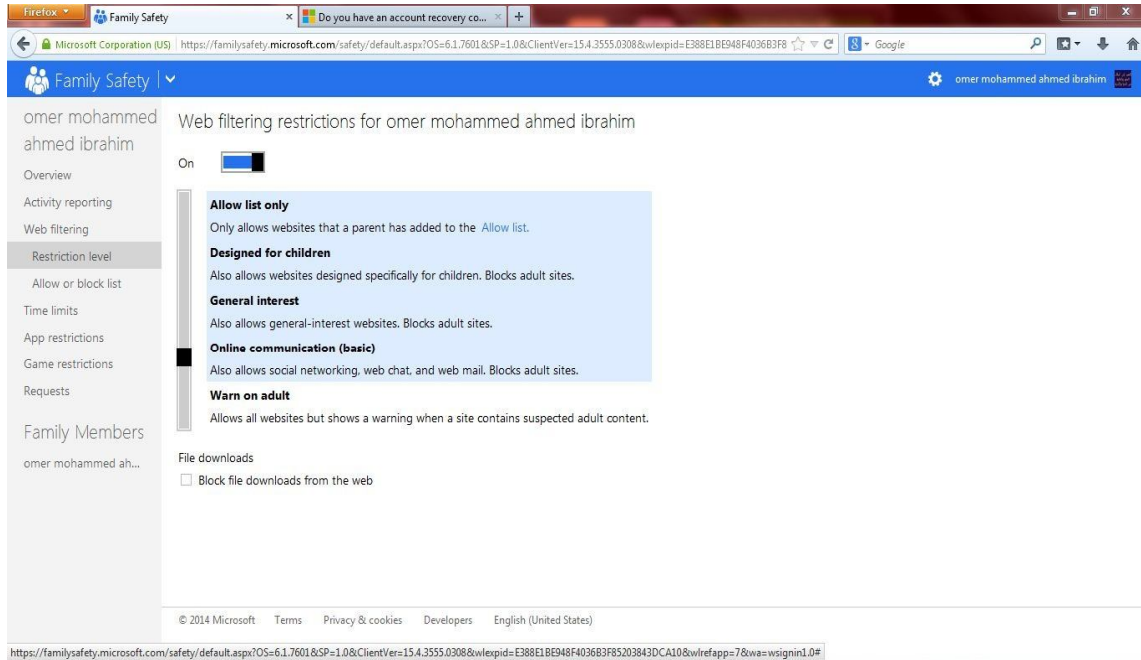 Firefox
Family Safety
Do you have an account recovery co...
Microsoft Corporation (US)
https://familysafety.microsoft.com/safety/default.aspx?OS=6.1.7601&SP=1.0&ClientVer=15.4.3555.0308&wlexpid=E388E1BE948F4036B3F8
Google
Family Safety
omer mohammed ahmed ibrahim
omer mohammed
ahmed ibrahim
Overview
Activity reporting
Web filtering
Restriction level
Allow or block list
Time limits
App restrictions
Game restrictions
Requests
Family Members
omer mohammed ah...
Web filtering restrictions for omer mohammed ahmed ibrahim
On
Allow list only
Only allows websites that a parent has added to the Allow list.
Designed for children
Also allows websites designed specifically for children. Blocks adult sites.
General interest
Also allows general-interest websites. Blocks adult sites.
Online communication (basic)
Also allows social networking, web chat, and web mail. Blocks adult sites.
Warn on adult
Allows all websites but shows a warning when a site contains suspected adult content.
File downloads
Block file downloads from the web
© 2014 Microsoft Terms Privacy & cookies Developers English (United States)
https://familysafety.microsoft.com/safety/default.aspx?OS=6.1.7601&SP=1.0&ClientVer=15.4.3555.0308&wlexpid=E388E1BE948F4036B3F85203843DCA10&wlrefapp=7&wa=wsignin1.0#